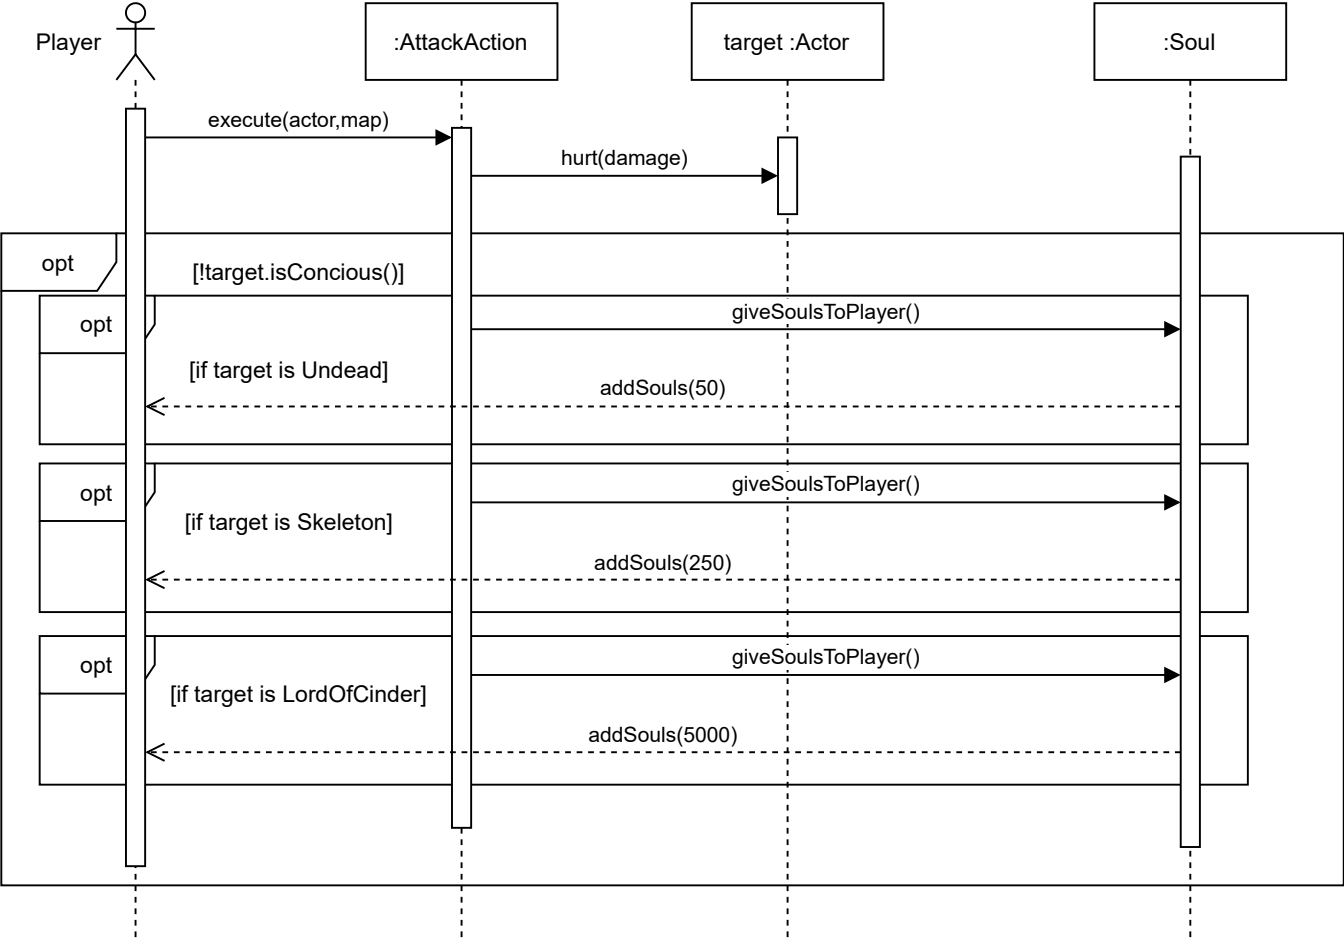 Player
:AttackAction
target :Actor
:Soul
execute(actor,map)
hurt(damage)
opt
[!target.isConcious()]
opt
giveSoulsToPlayer()
[if target is Undead]
addSouls(50)
opt
giveSoulsToPlayer()
[if target is Skeleton]
addSouls(250)
opt
giveSoulsToPlayer()
[if target is LordOfCinder]
addSouls(5000)